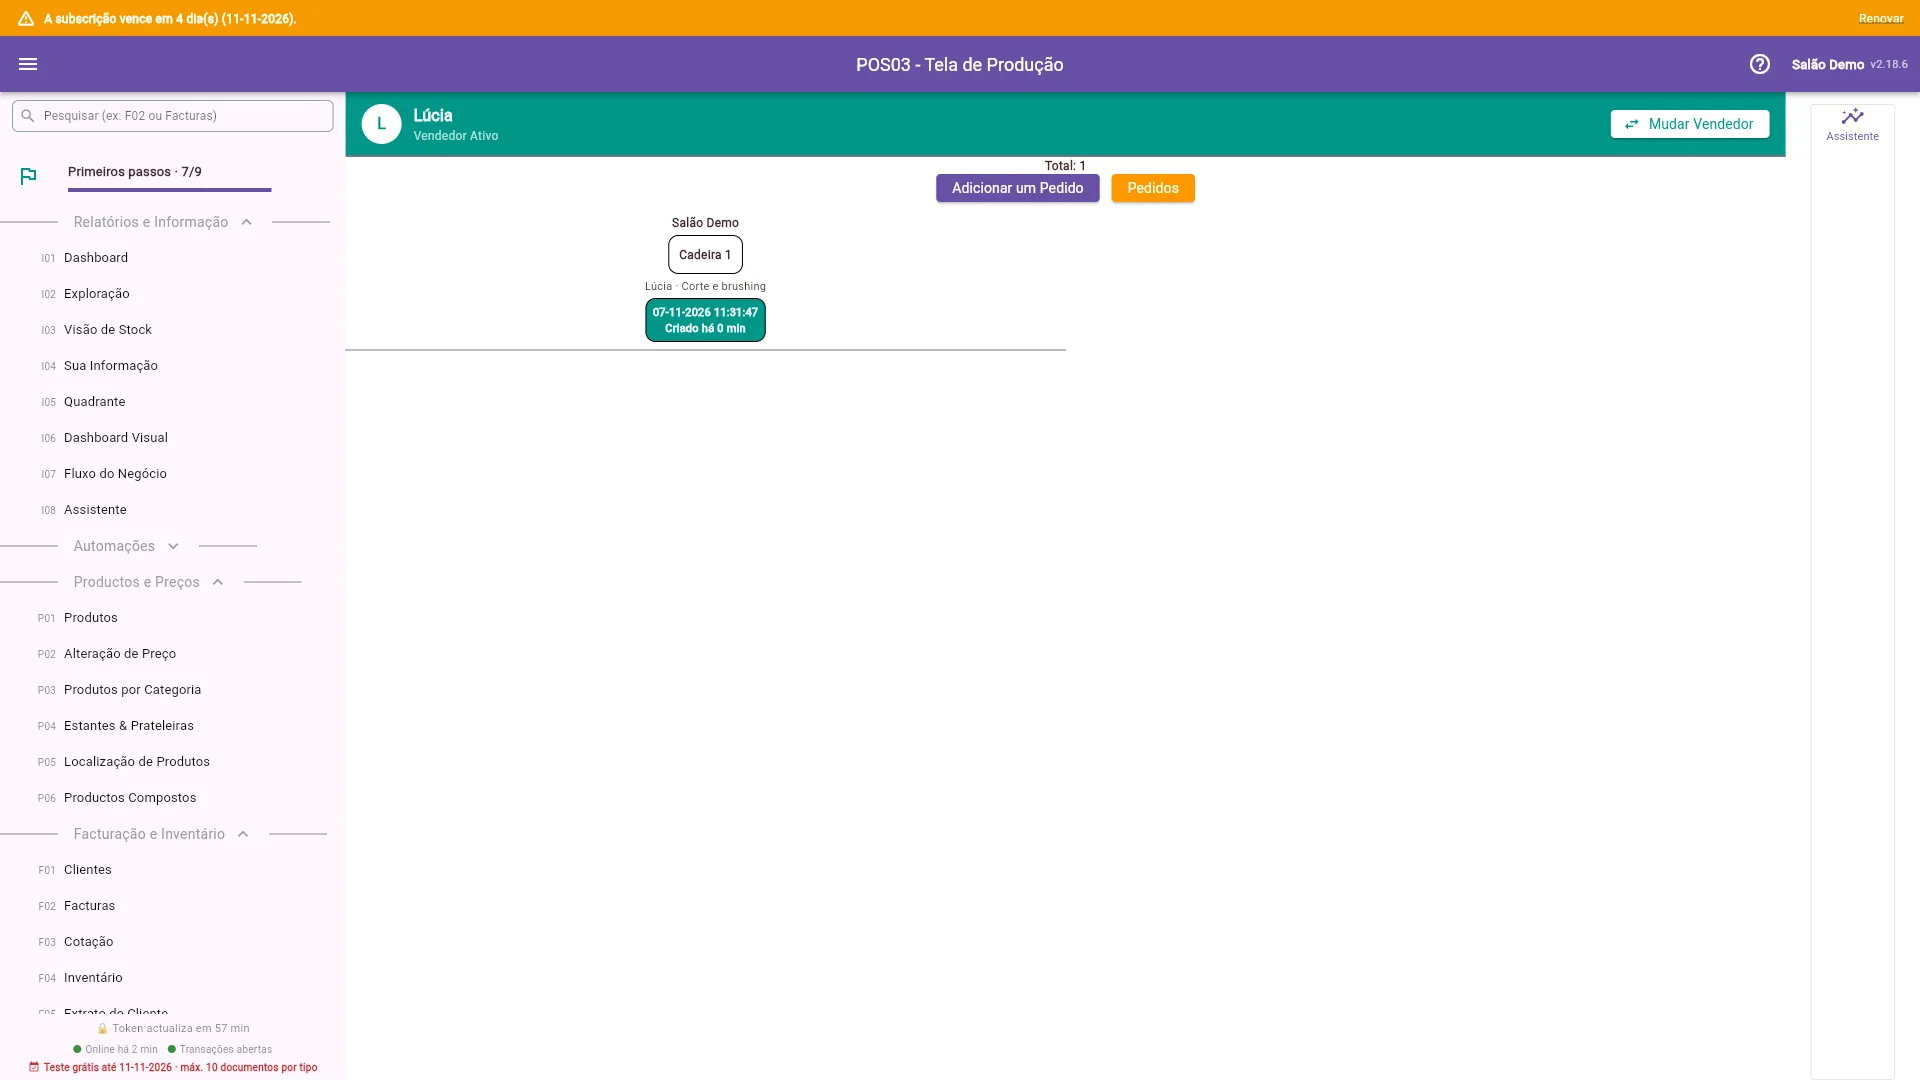 A subscrição vence em 4 dia(s) (11-11-2026).
Renovar
POS03 - Tela de Produção
Salão Demo v2.18.6
Pesquisar (ex: F02 ou Facturas)
Primeiros passos · 7/9
Relatórios e Informação
I01 Dashboard
I02 Exploração
I03 Visão de Stock
I04 Sua Informação
I05 Quadrante
I06 Dashboard Visual
I07 Fluxo do Negócio
I08 Assistente
Automações
Productos e Preços
P01 Produtos
P02 Alteração de Preço
P03 Produtos por Categoria
P04 Estantes & Prateleiras
P05 Localização de Produtos
P06 Productos Compostos
Facturação e Inventário
F01 Clientes
F02 Facturas
F03 Cotação
F04 Inventário
F05 Extrato de Cliente
Token actualiza em 57 min
Online há 2 min
Transações abertas
Teste grátis até 11-11-2026 · máx. 10 documentos por tipo
L
Lúcia
Vendedor Ativo
Mudar Vendedor
Total: 1
Adicionar um Pedido
Pedidos
Salão Demo
Cadeira 1
Lúcia · Corte e brushing
07-11-2026 11:31:47
Criado há 0 min
Assistente